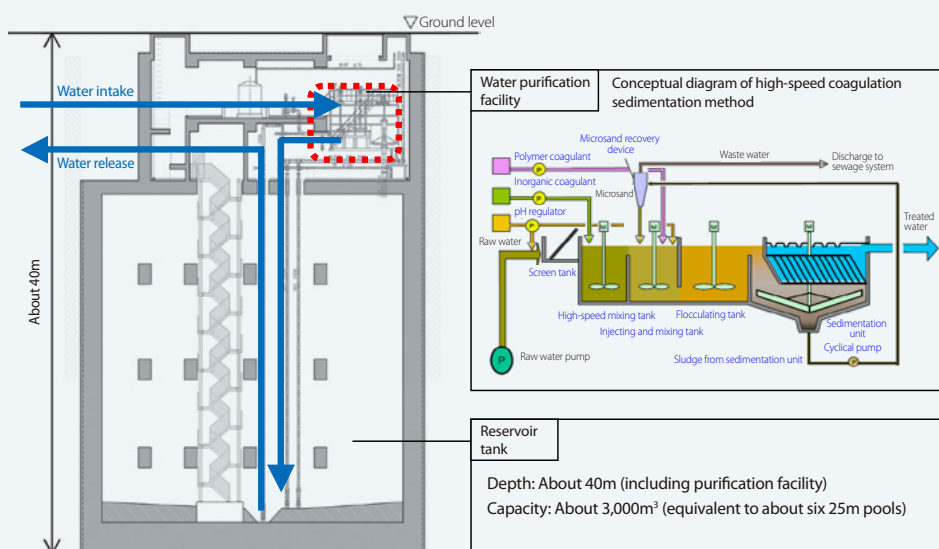 Ground level
Water intake
Water release
About 40m
Water purification
facility
Conceptual diagram of high-speed coagulation
sedimentation method
Microsand recovery
device
Polymer coagulant
P
Waste water
Discharge to
sewage system
Inorganic coagulant
P
Microsand
pH regulator
P
Treated
water
Raw water
M
M
M
Screen tank
High-speed mixing tank
Flocculating tank
Injecting and mixing tank
Sedimentation
unit
Cyclical pump
P
Raw water pump
P
Sludge from sedimentation unit
Reservoir
tank
Depth: About 40m (including purification facility)
Capacity: About 3,000m³ (equivalent to about six 25m pools)